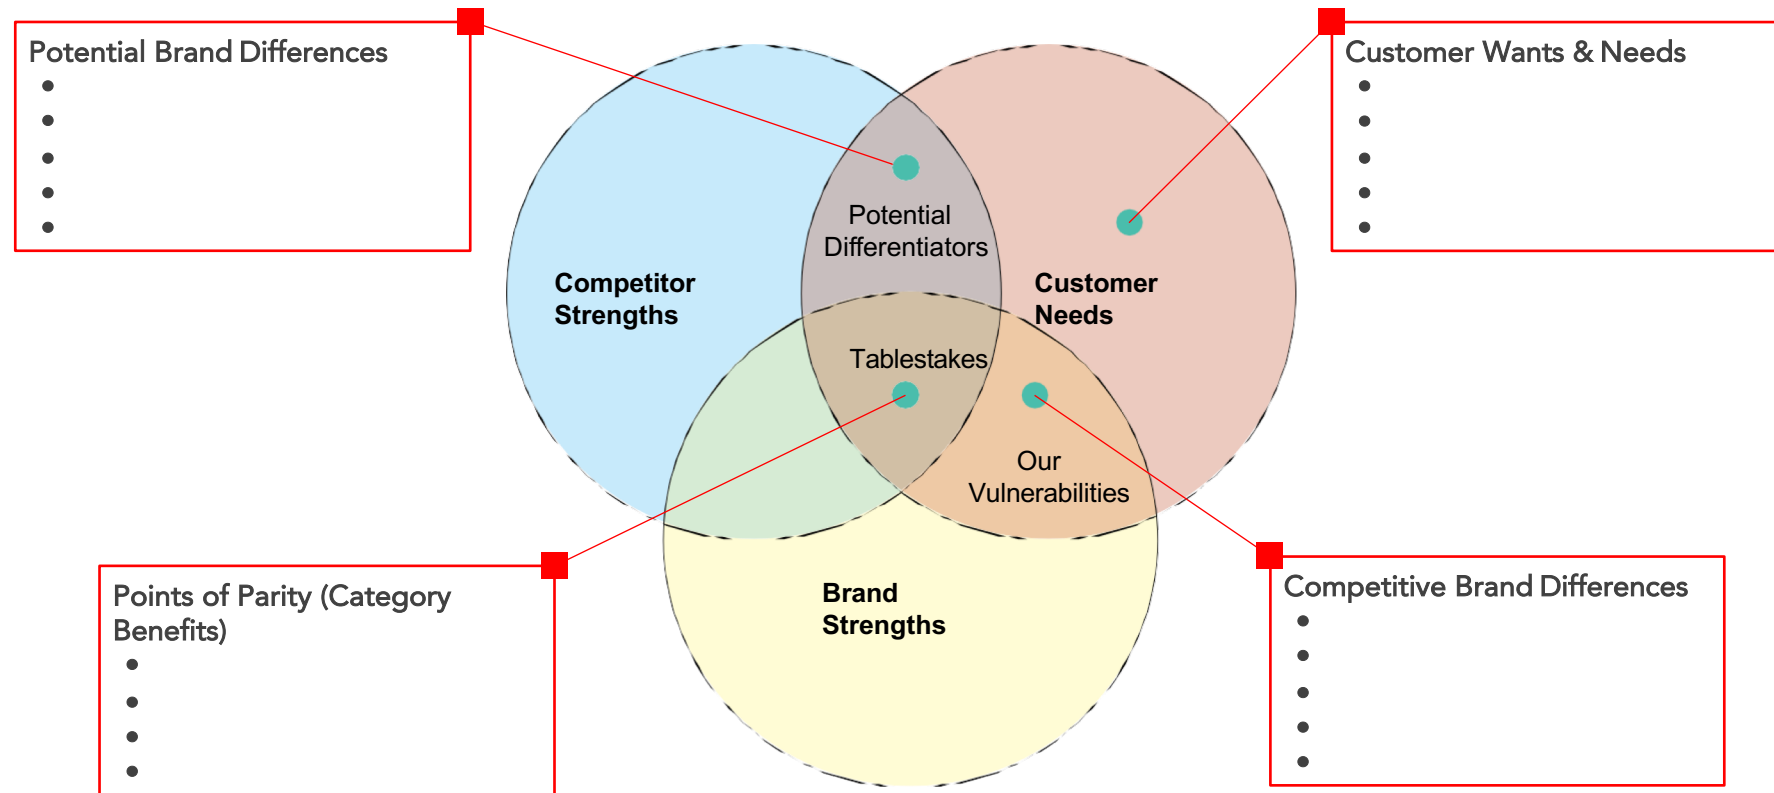 Potential Brand Differences
•
•
•
•
•
Customer Wants & Needs
•
•
•
•
•
Potential
Differentiators
Competitor
Strengths
Customer
Needs
Tablestakes
Our
Vulnerabilities
Brand
Strengths
Points of Parity (Category
Benefits)
•
•
•
•
Competitive Brand Differences
•
•
•
•
•